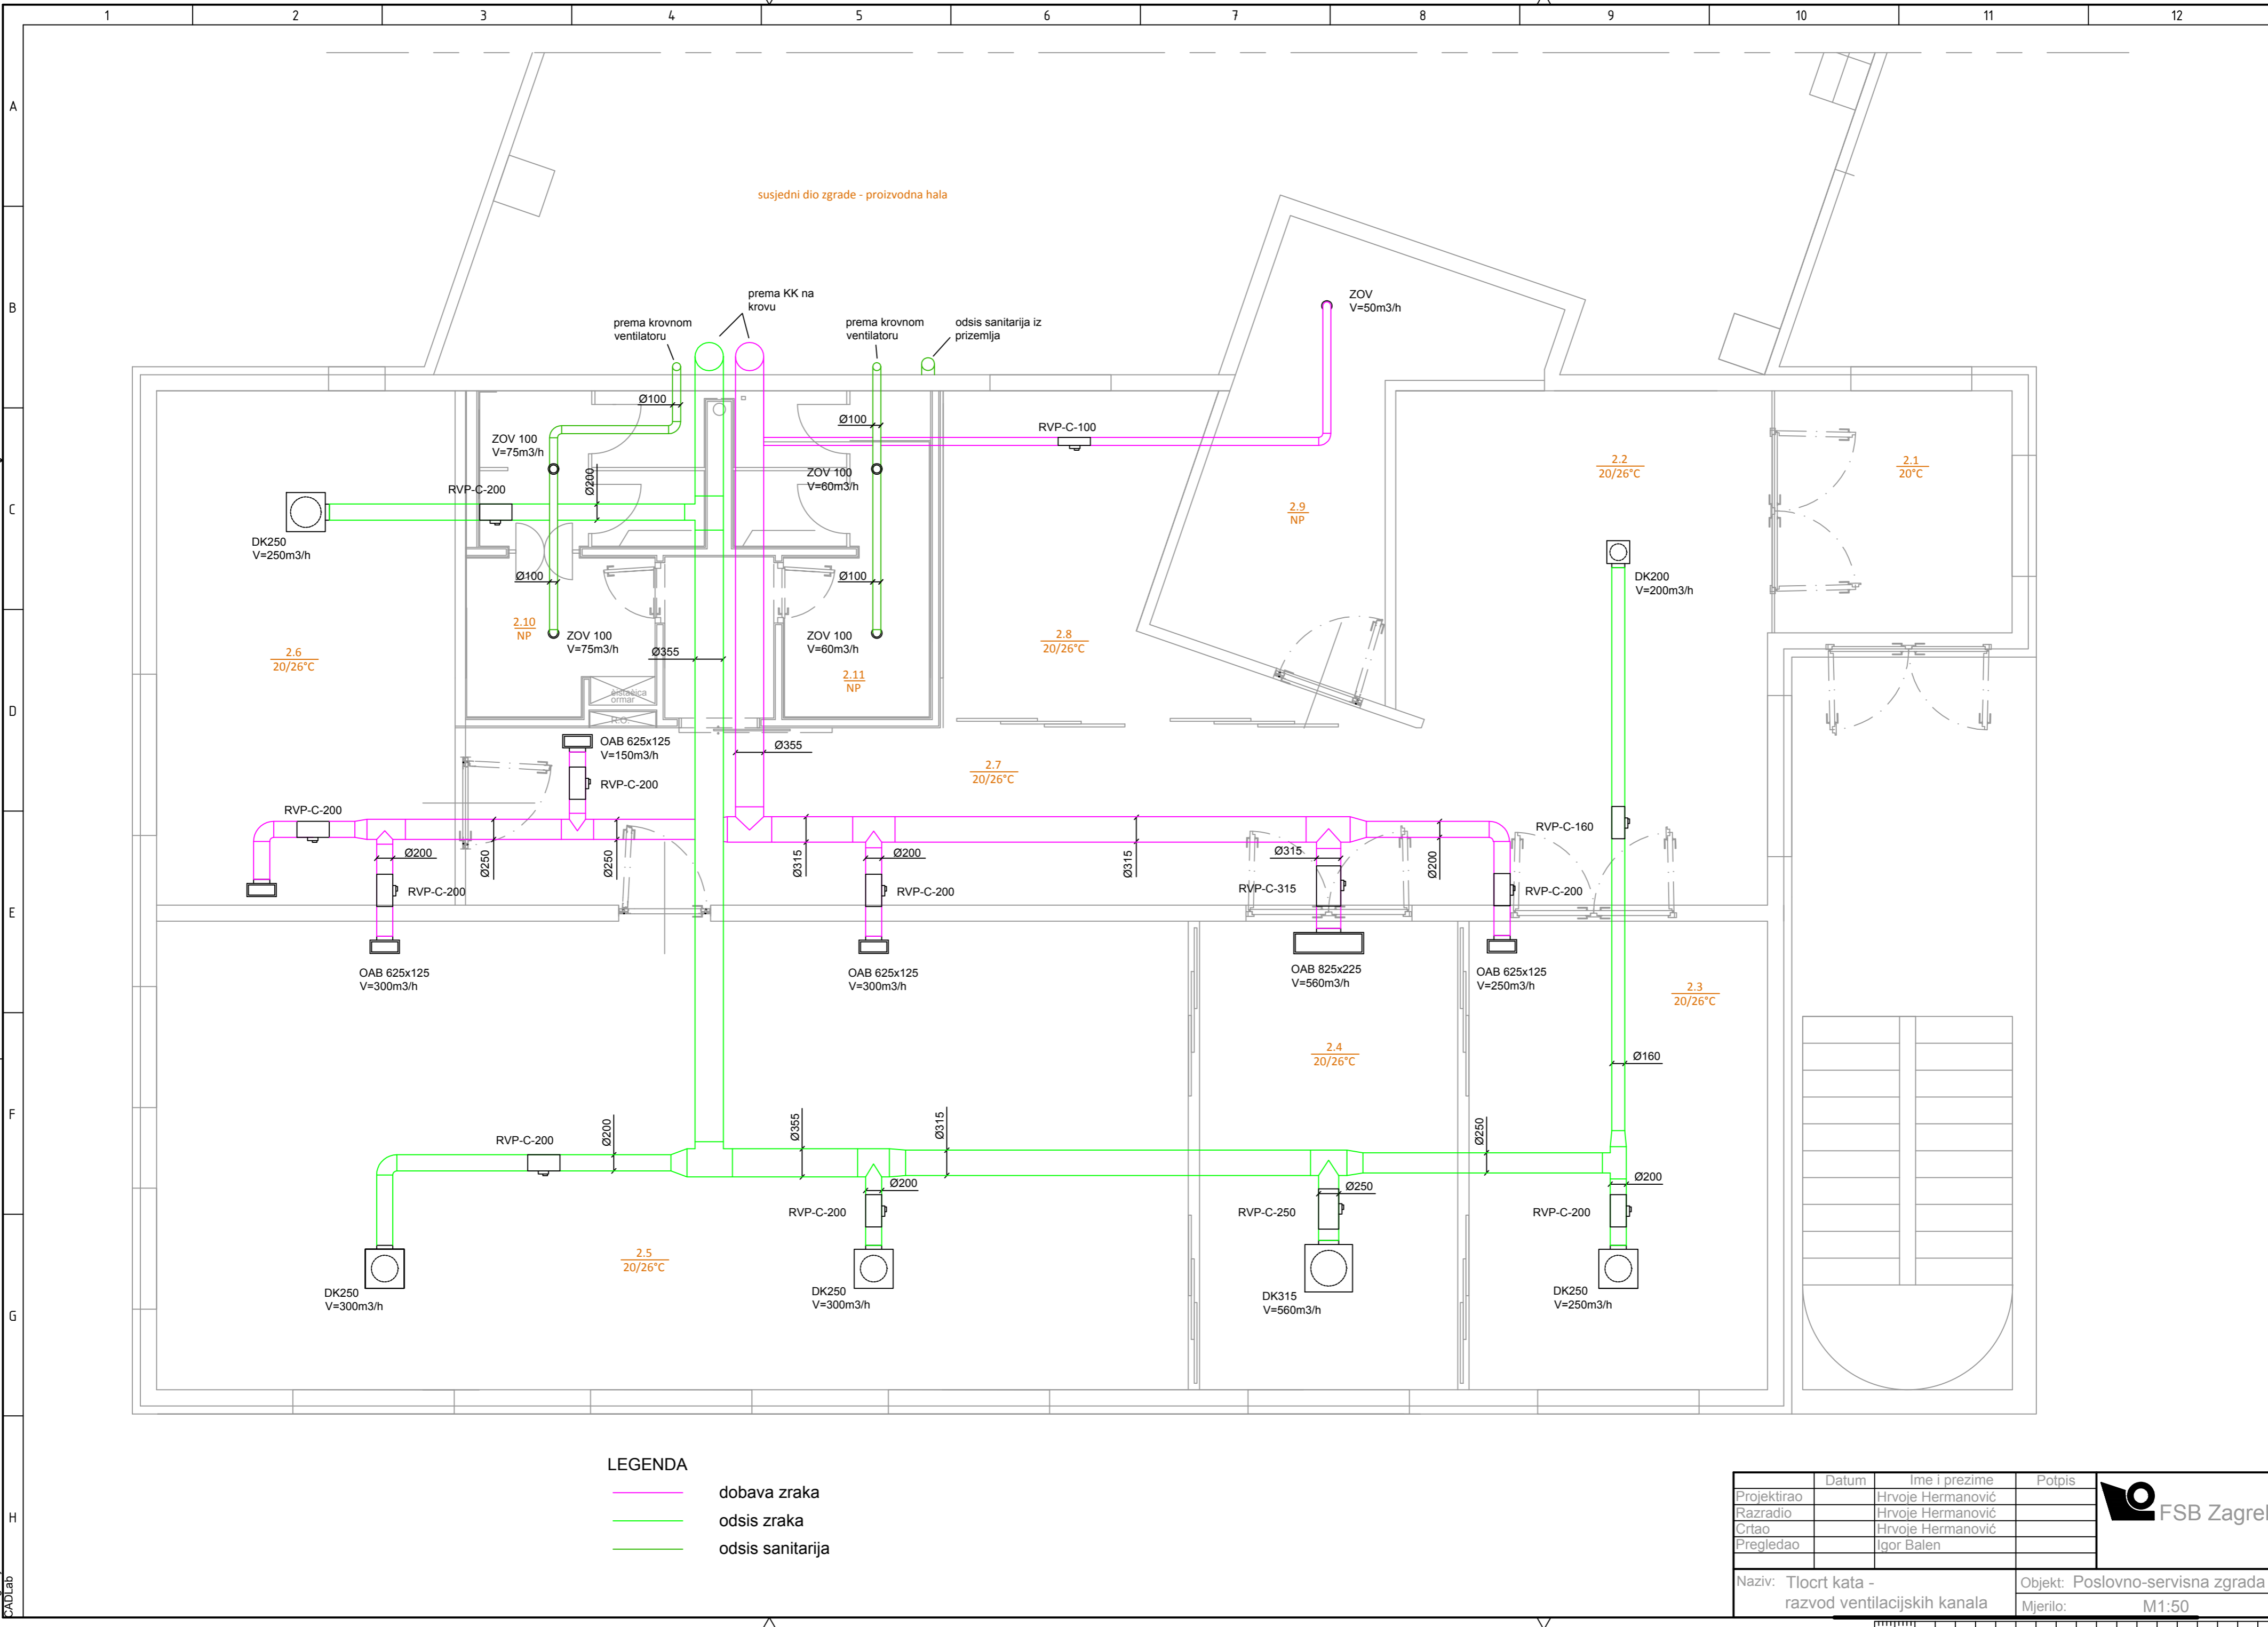 1 2 3 4 5 6 7 8 9 10 11 12
A
susjedni dio zgrade - proizvodna hala
B
prema KK na
krovu
prema krovnom
ventilatoru
prema krovnom
ventilatoru
odsis sanitarija iz
prizemlja
ZOV
V=50m3/h
Ø100
Ø100
RVP-C-100
ZOV 100
V=75m3/h
ZOV 100
V=60m3/h
Ø200
RVP-C-200
2.2
20/26°C
2.1
20°C
C
2.9
NP
DK250
V=250m3/h
Ø100
Ø100
DK200
V=200m3/h
2.10
NP
ZOV 100
V=75m3/h
ZOV 100
V=60m3/h
2.8
20/26°C
2.6
20/26°C
Ø355
2.11
NP
čistačica
ormar
R.O.
D
OAB 625x125
V=150m3/h
Ø355
2.7
20/26°C
RVP-C-200
RVP-C-200
RVP-C-160
Ø200
Ø250
Ø250
Ø315
Ø200
Ø315
Ø315
Ø200
RVP-C-200
RVP-C-200
RVP-C-315
RVP-C-200
E
OAB 625x125
V=300m3/h
OAB 625x125
V=300m3/h
OAB 825x225
V=560m3/h
OAB 625x125
V=250m3/h
2.3
20/26°C
2.4
20/26°C
Ø160
F
RVP-C-200
Ø200
Ø355
Ø315
Ø250
Ø200
Ø250
Ø200
RVP-C-200
RVP-C-250
RVP-C-200
2.5
20/26°C
DK250
V=300m3/h
DK250
V=300m3/h
DK315
V=560m3/h
DK250
V=250m3/h
G
LEGENDA
dobava zraka
odsis zraka
odsis sanitarija
H
Datum Ime i prezime Potpis
Projektirao Hrvoje Hermanović
Razradio Hrvoje Hermanović
Crtao Hrvoje Hermanović
Pregledao Igor Balen
FSB Zagreb
Naziv: Tlocrt kata -
razvod ventilacijskih kanala
Objekt: Poslovno-servisna zgrada
Mjerilo: M1:50
CADLab